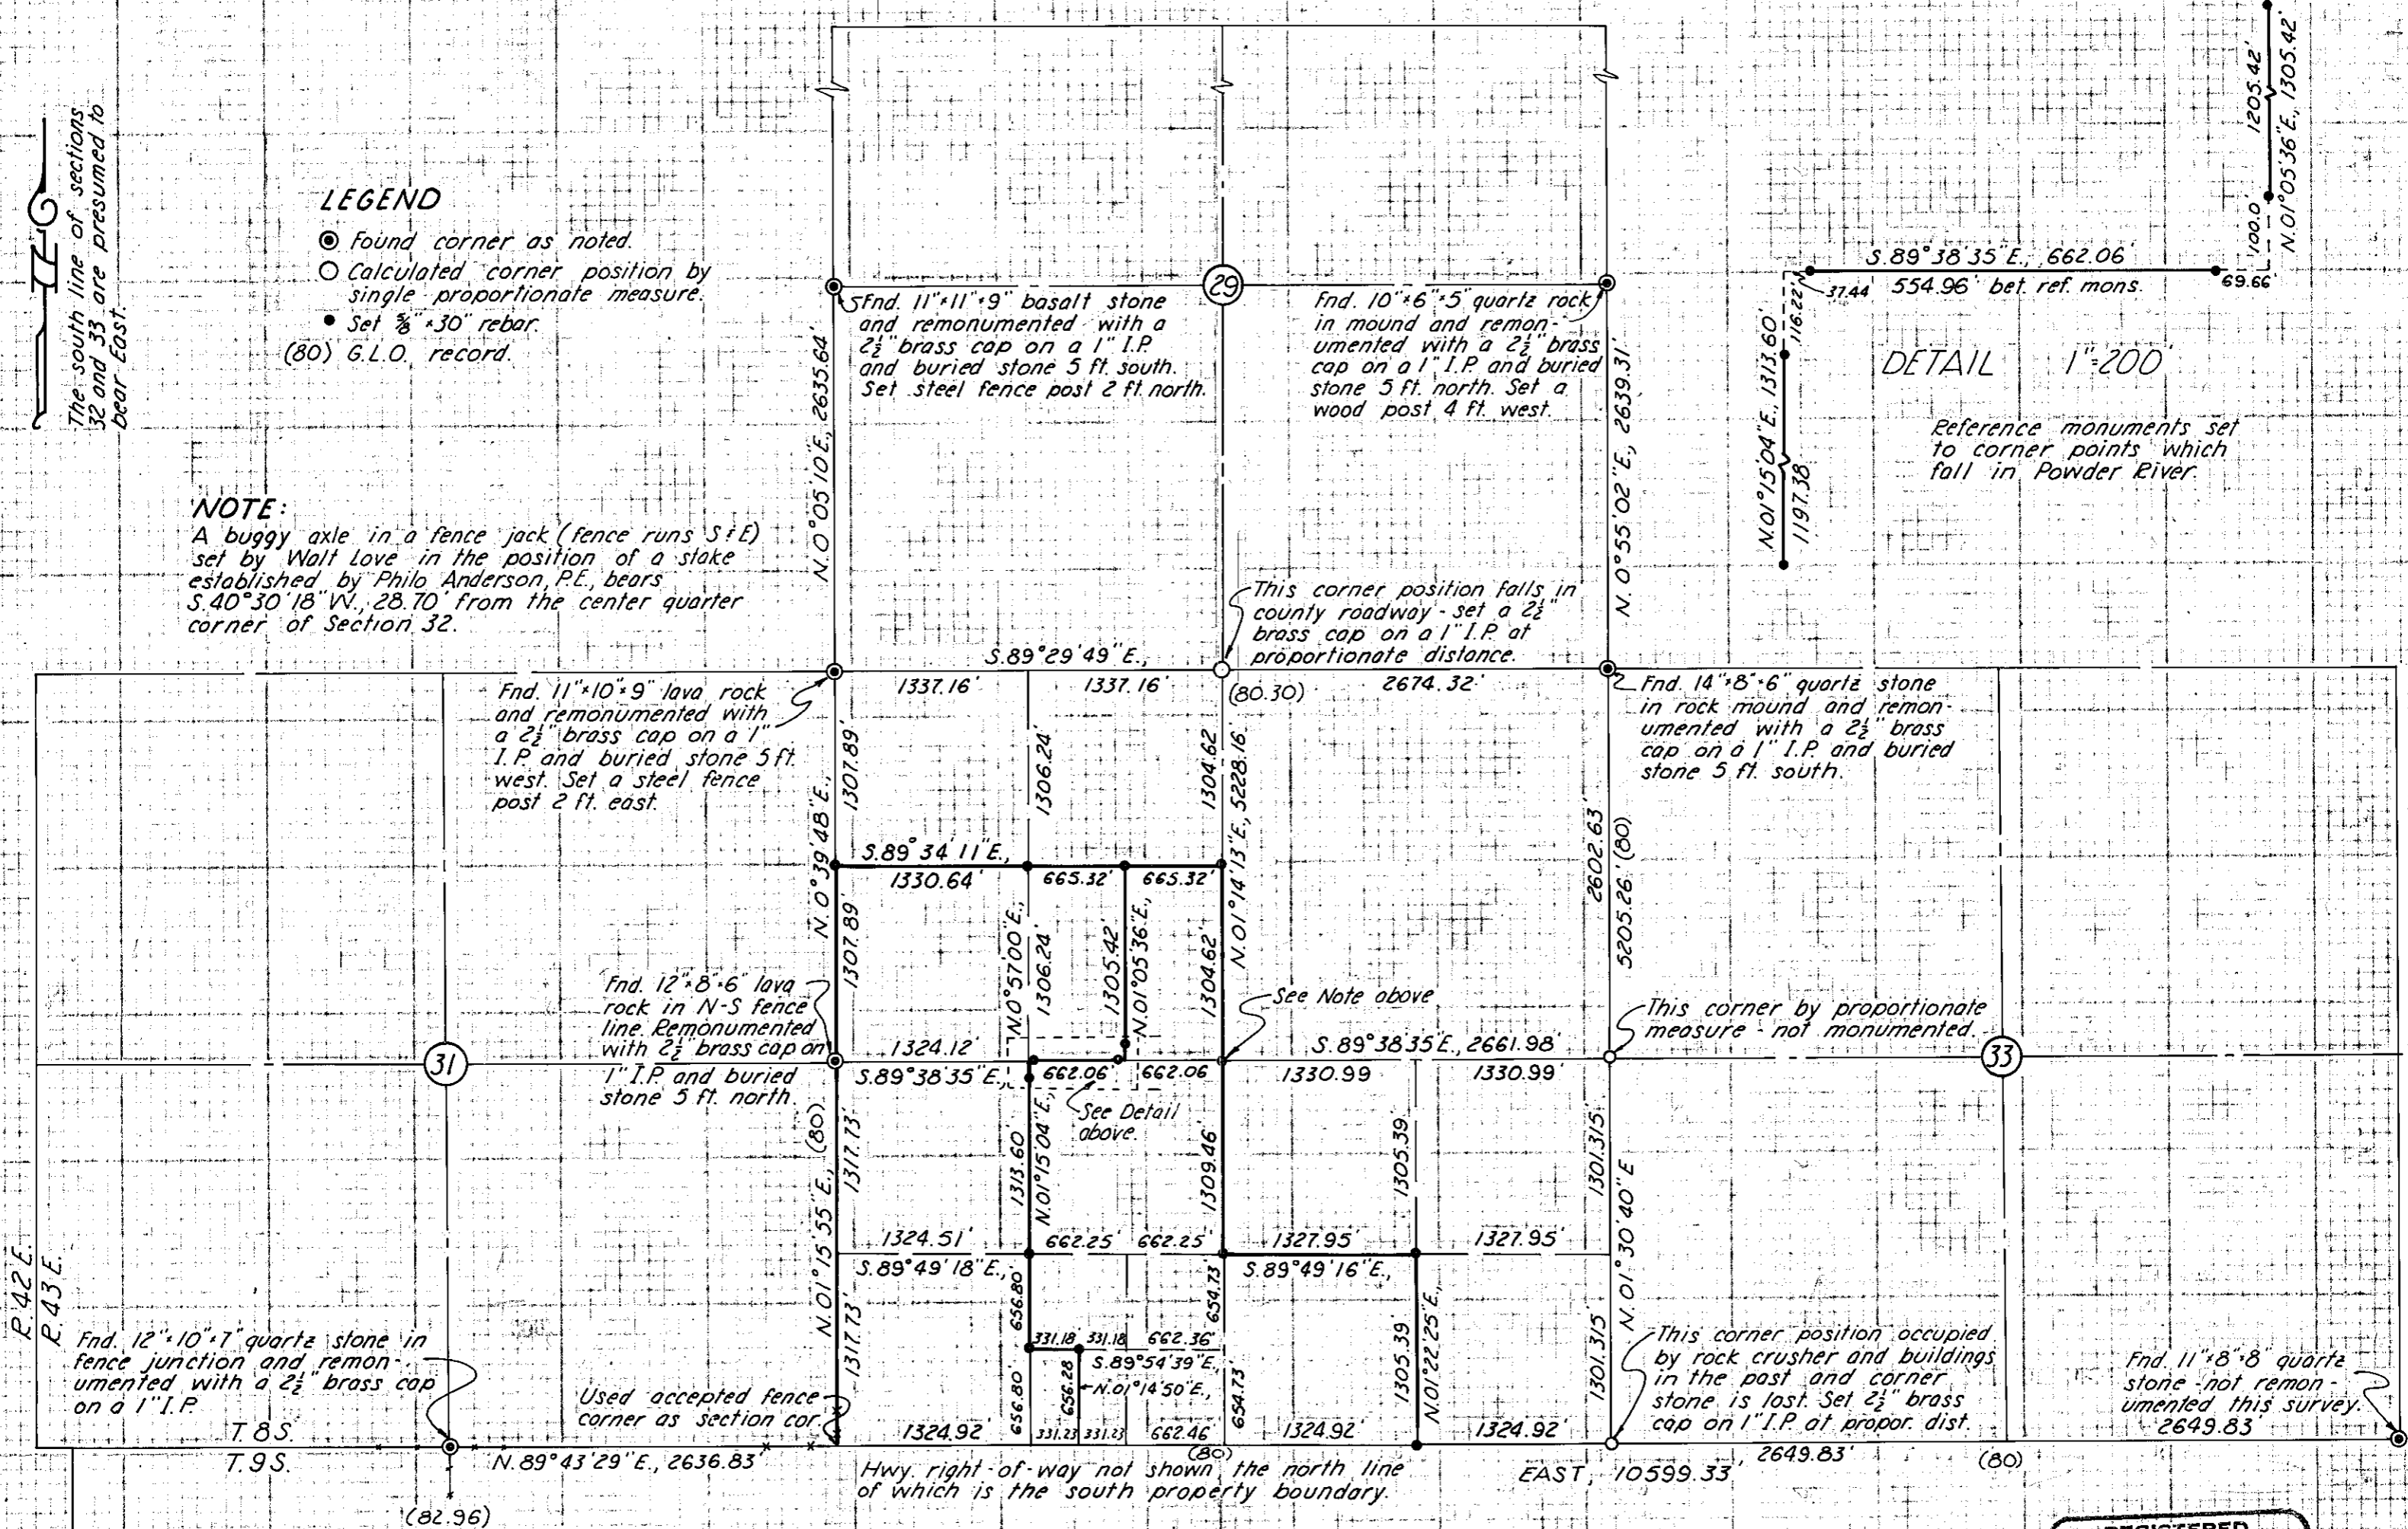 The south line of sections
32 and 33 are presumed to
bear East.
LEGEND
Found corner as noted.
Calculated corner position by
single proportionate measure.
Set 5/8"×30" rebar.
(80) G.L.O. record.
NOTE:
A buggy axle in a fence jack (fence runs S & E)
set by Walt Love in the position of a stake
established by Philo Anderson, P.E., bears
S.40°30'18"W., 28.70' from the center quarter
corner of Section 32.
29
Fnd. 11"×11"×9" basalt stone
and remonumented with a
2½" brass cap on a 1" I.P.
and buried stone 5 ft. south.
Set steel fence post 2 ft. north.
Fnd. 10"×6"×5" quartz rock
in mound and remon-
umented with a 2½" brass
cap on a 1" I.P. and buried
stone 5 ft. north. Set a
wood post 4 ft. west.
N.0°05'10"E., 2635.64'
N.0°55'02"E., 2639.31'
1205.42'
N.01°05'36"E., 1305.42'
100.0
S.89°38'35"E., 662.06'
37.44
554.96' bet. ref. mons.
69.66
116.22'
N.01°15'04"E., 1313.60'
1197.38
DETAIL 1"=200'
Reference monuments set
to corner points which
fall in Powder River.
This corner position falls in
county roadway - set a 2½"
brass cap on a 1" I.P. at
proportionate distance.
S.89°29'49"E.,
1337.16'
1337.16'
(80.30)
2674.32'
Fnd. 11"×10"×9" lava rock
and remonumented with
a 2½" brass cap on a 1"
I.P. and buried stone 5 ft.
west. Set a steel fence
post 2 ft. east.
Fnd. 14"×8"×6" quartz stone
in rock mound and remon-
umented with a 2½" brass
cap on a 1" I.P. and buried
stone 5 ft. south.
N.0°39'48"E.,
1307.89'
1306.24'
1304.62
N.01°14'13"E., 5228.16'
2602.63'
5205.26' (80)
S.89°34'11"E.,
1330.64'
665.32'
665.32'
1307.89'
N.0°57'00"E.,
1306.24'
1305.42'
N.01°05'36"E.,
1304.62'
Fnd. 12"×8"×6" lava
rock in N-S fence
line. Remonumented
with 2½" brass cap on
1" I.P. and buried
stone 5 ft. north.
See Note above
This corner by proportionate
measure - not monumented.
31
33
1324.12'
S.89°38'35"E.,
662.06'
662.06
S.89°38'35"E., 2661.98'
1330.99
1330.99'
See Detail
above.
(80)
N.01°15'55"E.,
1317.73'
1313.60'
N.01°15'04"E.,
1309.46'
1305.39'
1301.315'
N.01°30'40"E
1324.51'
662.25'
662.25'
1327.95'
1327.95'
S.89°49'18"E.,
S.89°49'16"E.,
1317.73'
656.80'
654.73'
331.18'
331.18
662.36'
S.89°54'39"E.,
N.01°14'50"E.,
656.80'
656.28
654.73
1305.39'
N.01°22'25"E.,
1301.315'
R.42 E.
R.43 E.
Fnd. 12"×10"×7" quartz stone in
fence junction and remon-
umented with a 2½" brass cap
on a 1" I.P.
T. 8 S.
T. 9 S.
Used accepted fence
corner as section cor.
This corner position occupied
by rock crusher and buildings
in the past and corner
stone is lost. Set 2½" brass
cap on 1" I.P. at propor. dist.
Fnd. 11"×8"×8" quartz
stone - not remon-
umented this survey.
2649.83'
1324.92'
331.23
331.23
662.46'
(80)
1324.92'
1324.92'
N.89°43'29"E., 2636.83'
(82.96)
Hwy. right-of-way not shown, the north line
of which is the south property boundary.
EAST, 10599.33'
2649.83'
(80)
REGISTERED